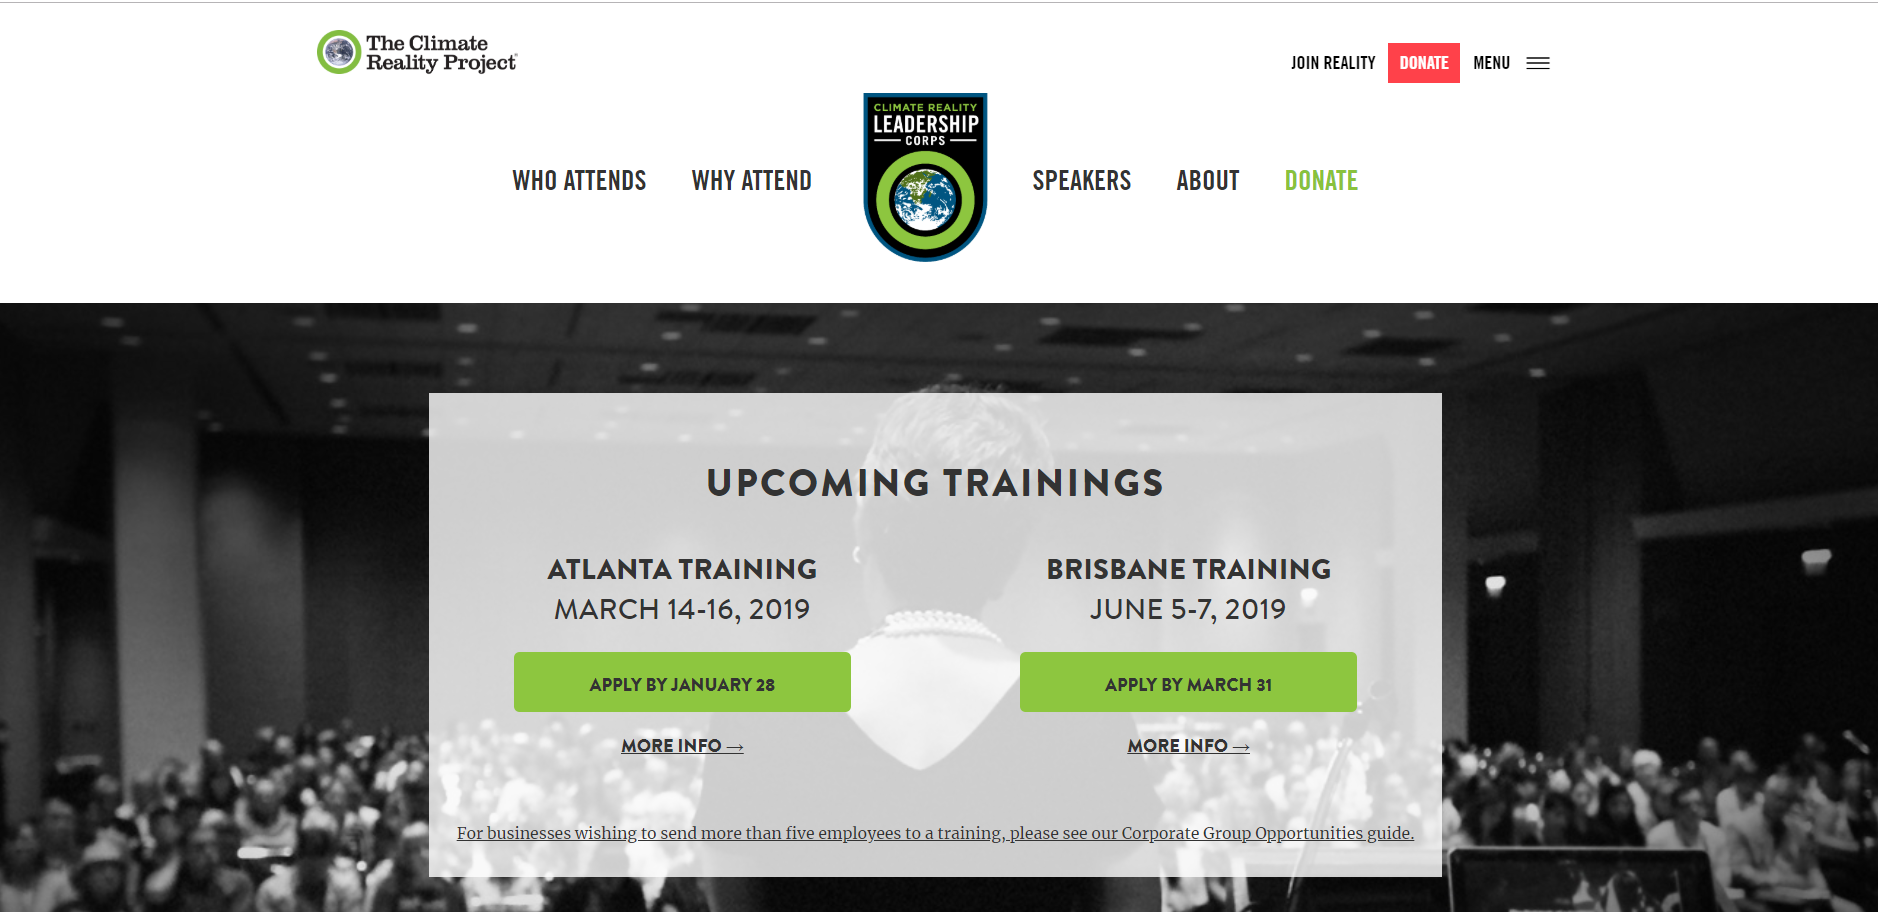 The Climate
Reality Project
JOIN REALITY
DONATE
MENU
WHO ATTENDS
WHY ATTEND
CLIMATE REALITY
LEADERSHIP
CORPS
SPEAKERS
ABOUT
DONATE
UPCOMING TRAININGS
ATLANTA TRAINING
MARCH 14-16, 2019
APPLY BY JANUARY 28
MORE INFO →
BRISBANE TRAINING
JUNE 5-7, 2019
APPLY BY MARCH 31
MORE INFO →
For businesses wishing to send more than five employees to a training, please see our Corporate Group Opportunities guide.